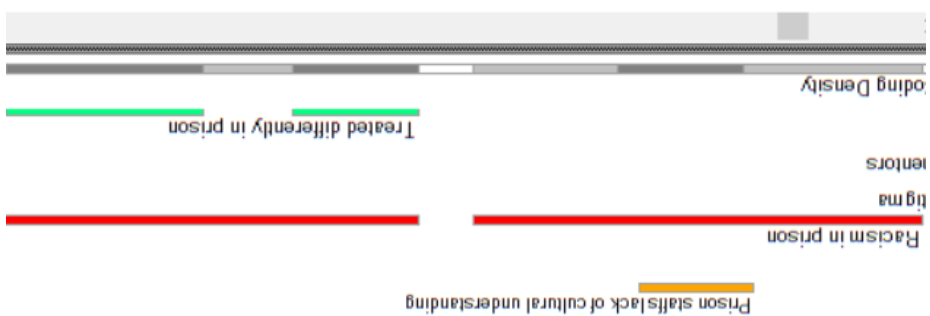 Prison staffs lack of cultural understanding
Racism in prison
tigma
entors
Treated differently in prison
oding Density